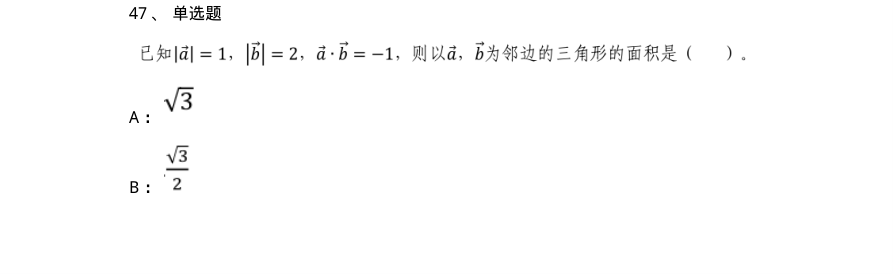 47 、 单选题
已知|a⃗| = 1，|b⃗| = 2，a⃗ · b⃗ = −1，则以a⃗，b⃗为邻边的三角形的面积是（　　）。
A： √3
B： √3/2